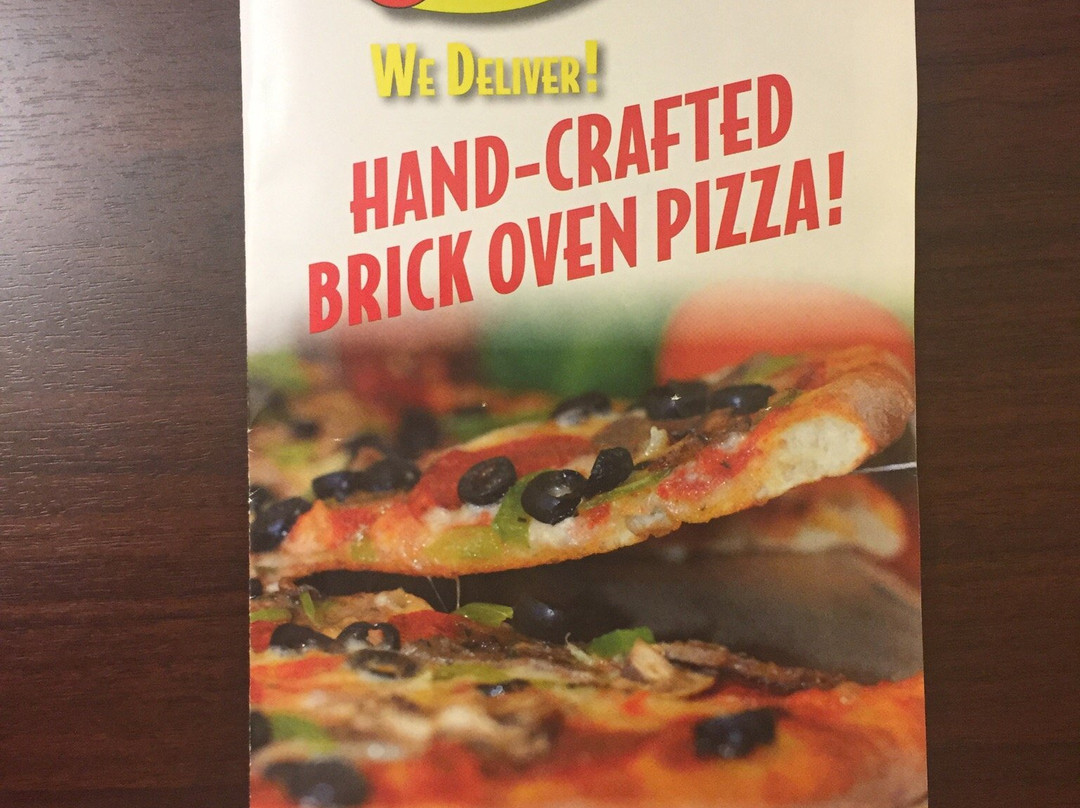 WE DELIVER!
HAND-CRAFTED
BRICK OVEN PIZZA!